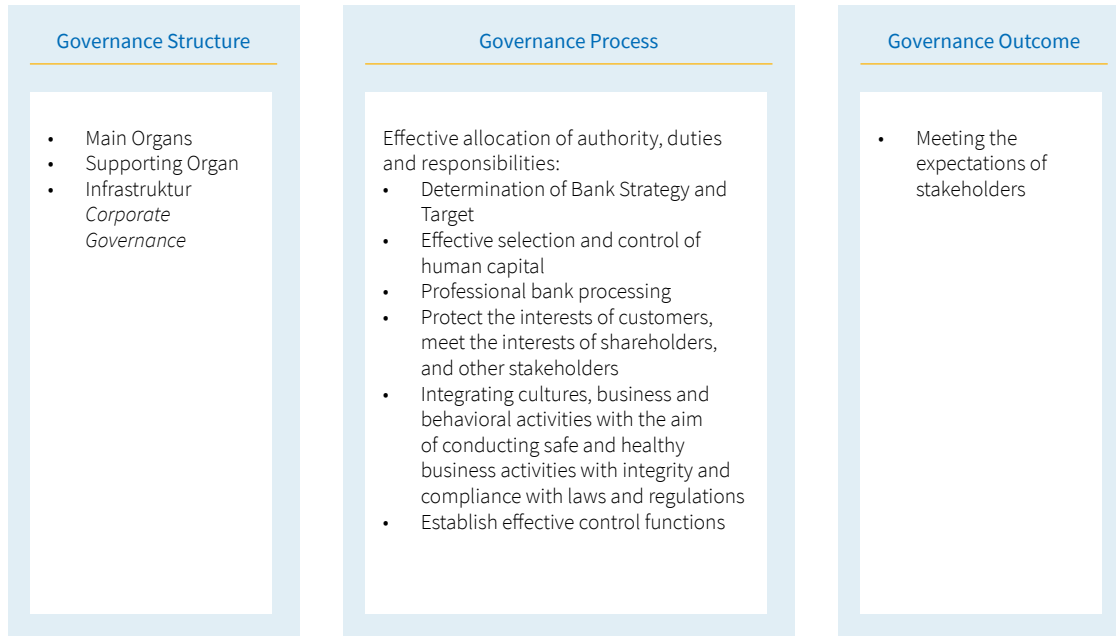 Governance Structure
• Main Organs
• Supporting Organ
• Infrastruktur
Corporate
Governance
Governance Process
Effective allocation of authority, duties
and responsibilities:
• Determination of Bank Strategy and
Target
• Effective selection and control of
human capital
• Professional bank processing
• Protect the interests of customers,
meet the interests of shareholders,
and other stakeholders
• Integrating cultures, business and
behavioral activities with the aim
of conducting safe and healthy
business activities with integrity and
compliance with laws and regulations
• Establish effective control functions
Governance Outcome
• Meeting the
expectations of
stakeholders